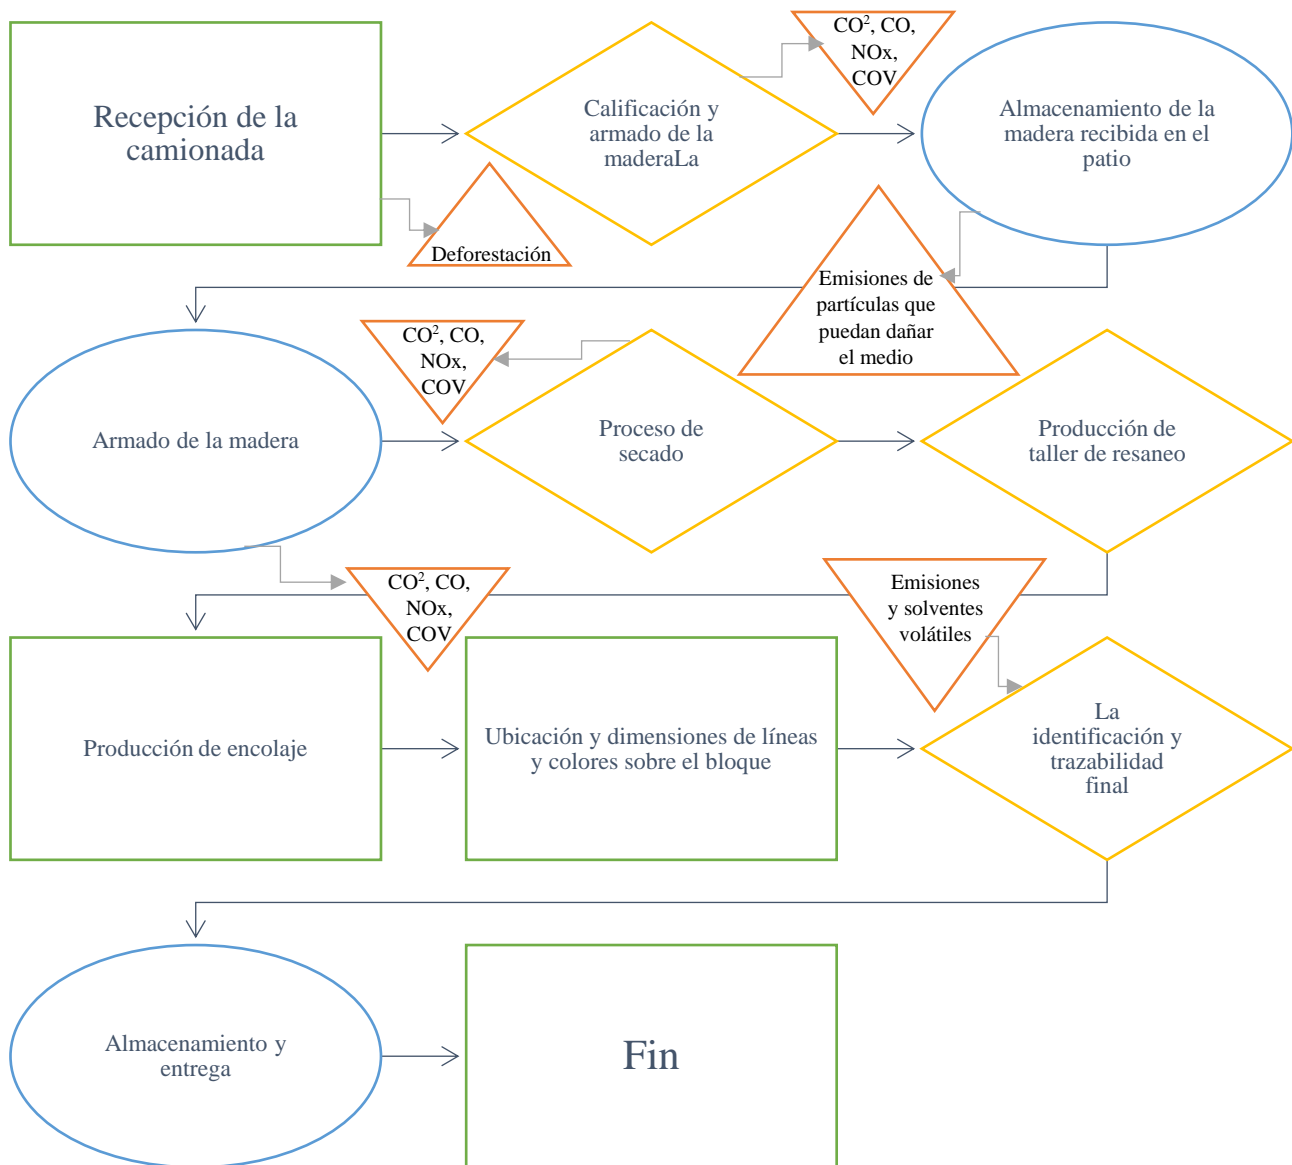 Recepción de la
camionada
Calificación y
armado de la
maderaLa
CO², CO,
NOx,
COV
Almacenamiento de la
madera recibida en el
patio
Deforestación
Emisiones de
partículas que
puedan dañar
el medio
Armado de la madera
CO², CO,
NOx,
COV
Proceso de
secado
Producción de
taller de resaneo
CO², CO,
NOx,
COV
Emisiones
y solventes
volátiles
Producción de encolaje
Ubicación y dimensiones de líneas
y colores sobre el bloque
La
identificación y
trazabilidad
final
Almacenamiento y
entrega
Fin